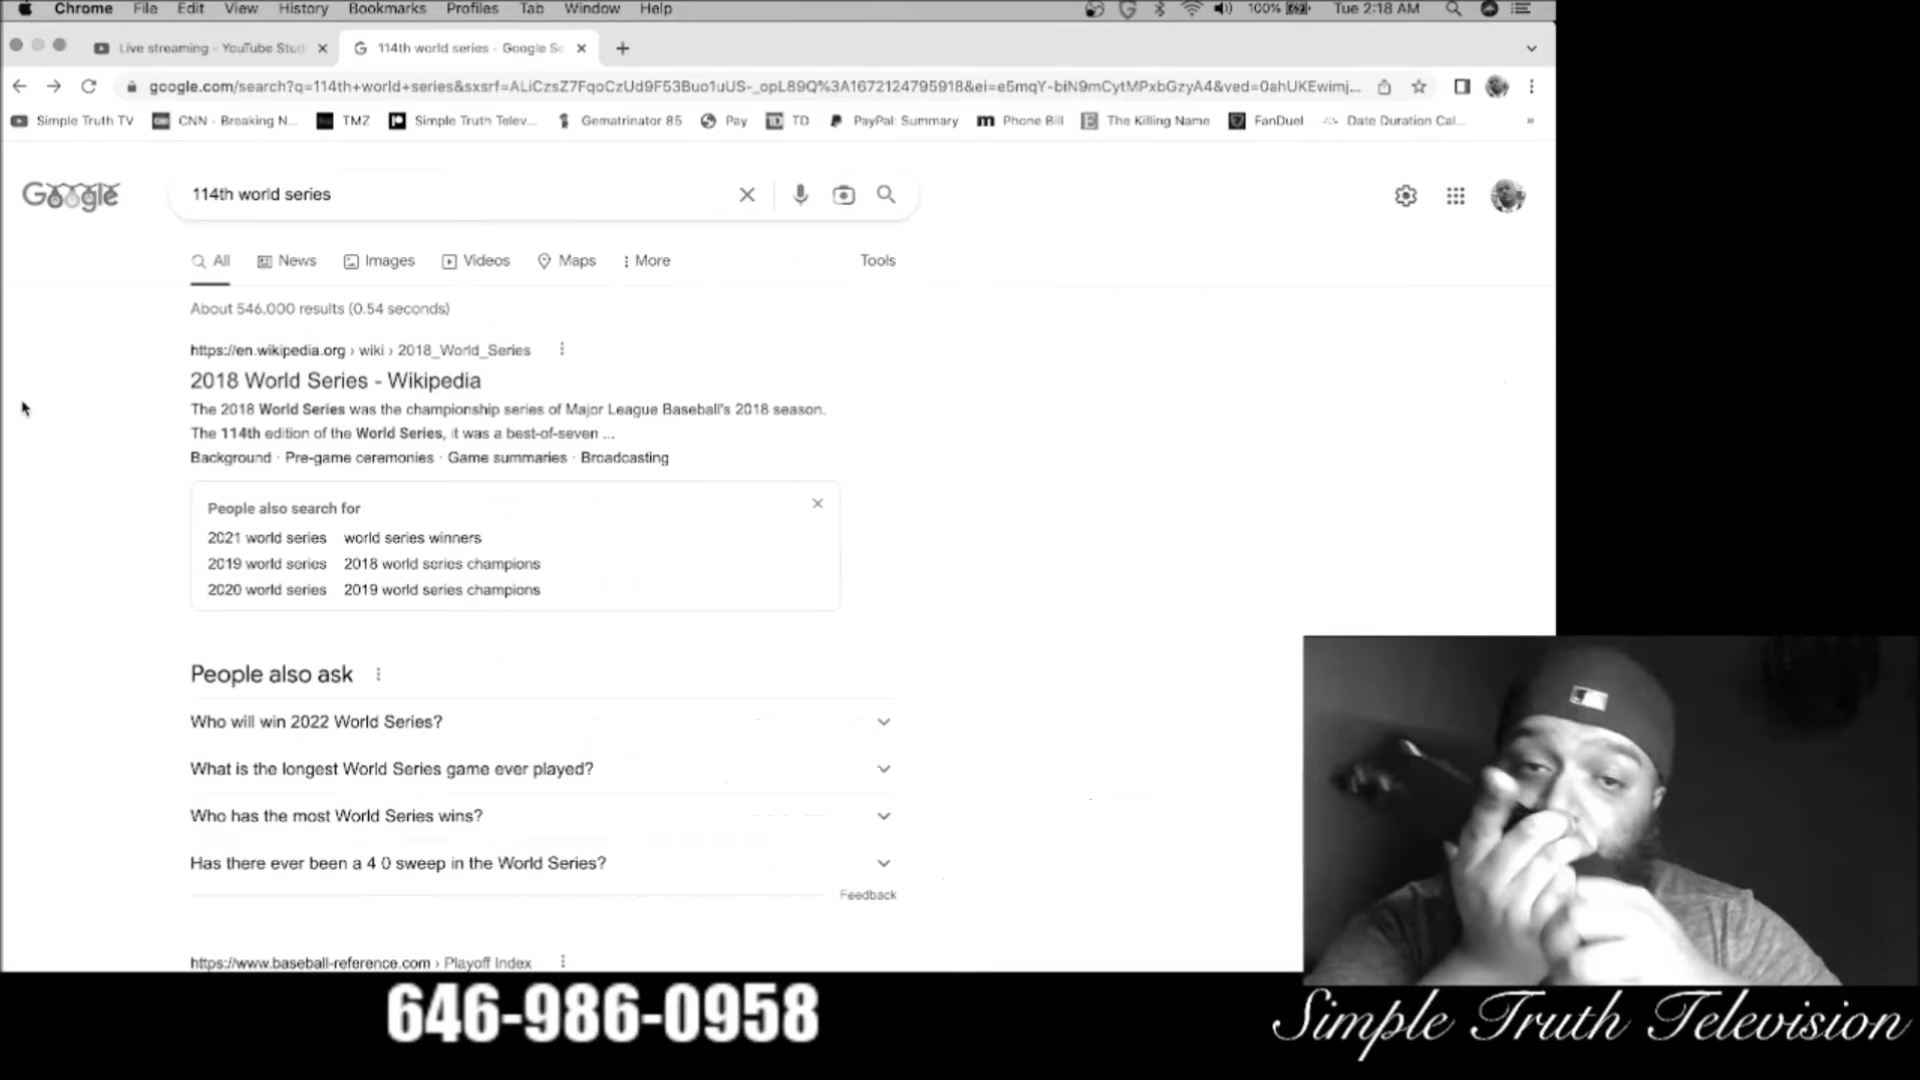 Chrome File Edit View History Bookmarks Profiles Tab Window Help 100% Tue 2:18 AM
Live streaming - YouTube Stud
114th world series - Google Se
google.com/search?q=114th+world+series&sxsrf=ALiCzsZ7FqoCzUd9F53Buo1uUS-_opL89Q%3A1672124795918&ei=e5mqY-biN9mCytMPxbGzyA4&ved=0ahUKEwimj...
Simple Truth TV CNN - Breaking N... TMZ Simple Truth Telev... Gematrinator 85 Pay TD PayPal: Summary Phone Bill The Killing Name FanDuel Date Duration Cal... »
Google
114th world series
All News Images Videos Maps More Tools
About 546,000 results (0.54 seconds)
https://en.wikipedia.org › wiki › 2018_World_Series
2018 World Series - Wikipedia
The 2018 World Series was the championship series of Major League Baseball's 2018 season.
The 114th edition of the World Series, it was a best-of-seven ...
Background · Pre-game ceremonies · Game summaries · Broadcasting
People also search for
2021 world series world series winners
2019 world series 2018 world series champions
2020 world series 2019 world series champions
People also ask
Who will win 2022 World Series?
What is the longest World Series game ever played?
Who has the most World Series wins?
Has there ever been a 4 0 sweep in the World Series?
Feedback
https://www.baseball-reference.com › Playoff Index
646-986-0958
Simple Truth Television